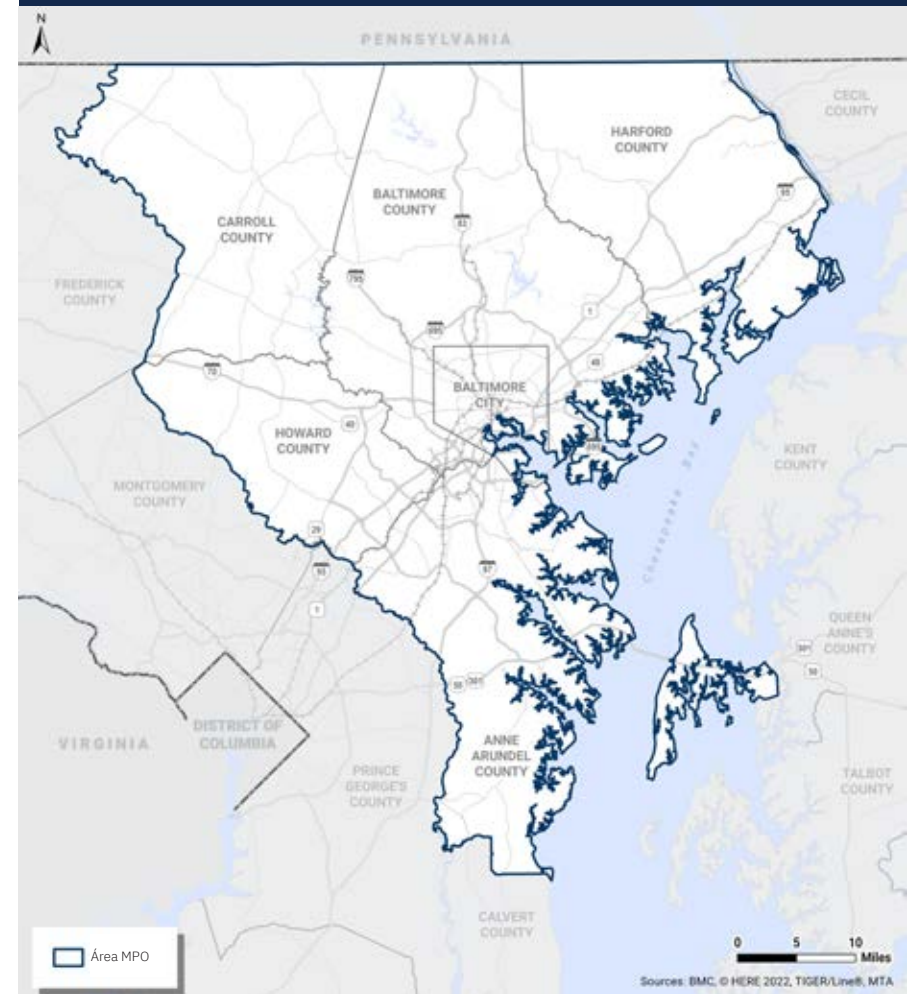 N
PENNSYLVANIA
CECIL
COUNTY
HARFORD
COUNTY
95
BALTIMORE
COUNTY
CARROLL
COUNTY
83
FREDERICK
COUNTY
795
1
695
40
70
BALTIMORE
CITY
HOWARD
COUNTY
40
695
KENT
COUNTY
MONTGOMERY
COUNTY
Chesapeake Bay
29
95
97
1
QUEEN
ANNE'S
COUNTY
301
50
50
301
DISTRICT OF
COLUMBIA
VIRGINIA
ANNE
ARUNDEL
COUNTY
PRINCE
GEORGE'S
COUNTY
TALBOT
COUNTY
CALVERT
COUNTY
Área MPO
0 5 10
Miles
Sources: BMC, © HERE 2022, TIGER/Line®, MTA